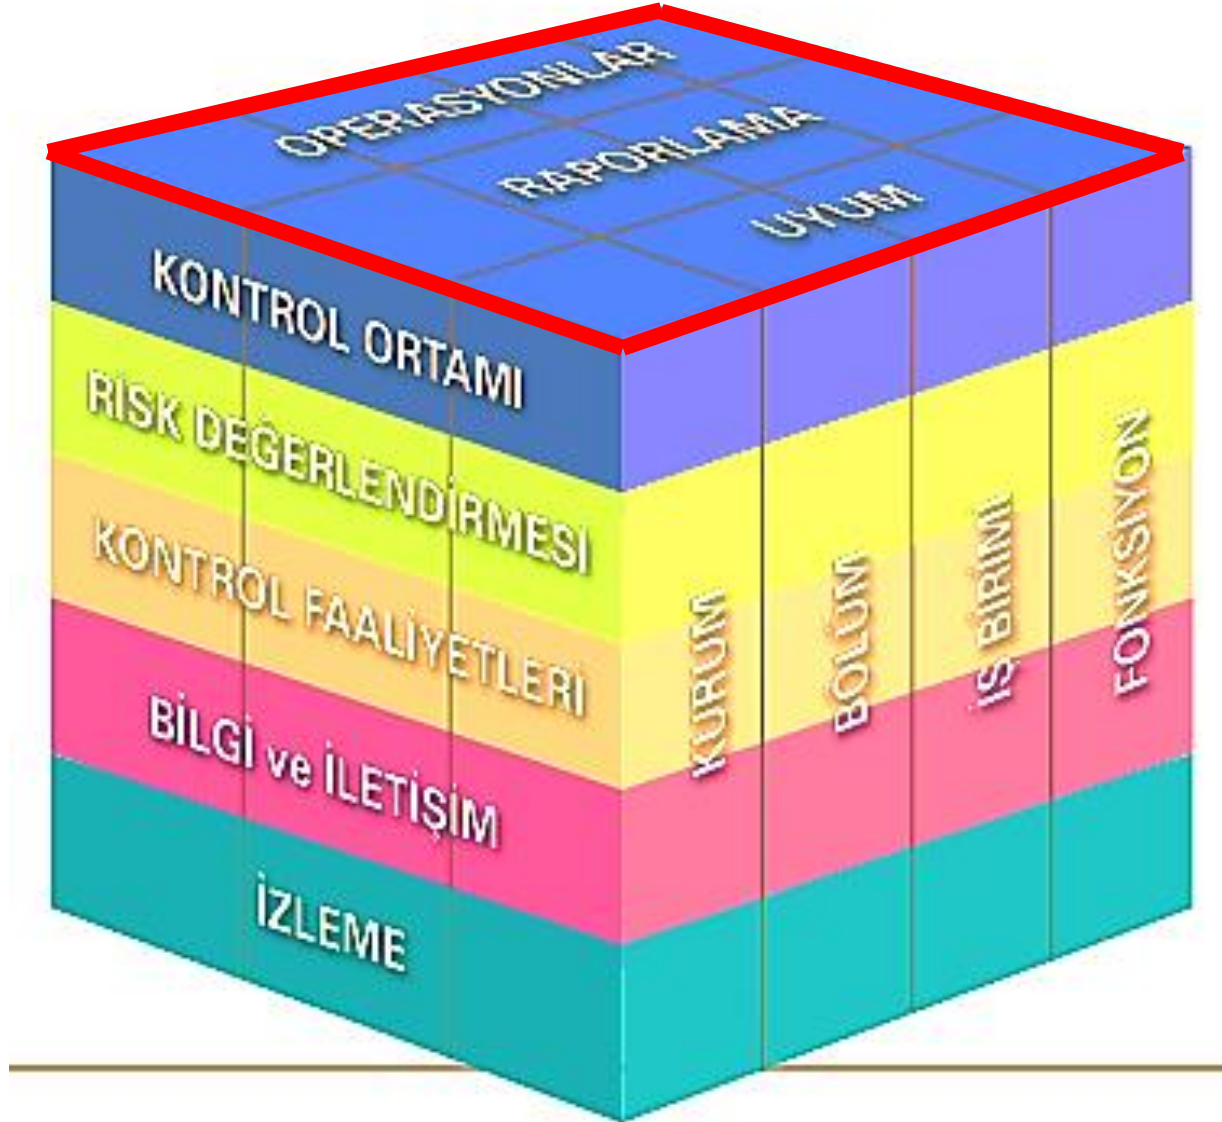 OPERASYONLAR
RAPORLAMA
UYUM
KONTROL ORTAMI
RİSK DEĞERLENDİRMESİ
KONTROL FAALİYETLERİ
BİLGİ ve İLETİŞİM
İZLEME
KURUM
BÖLÜM
İŞ BİRİMİ
FONKSİYON